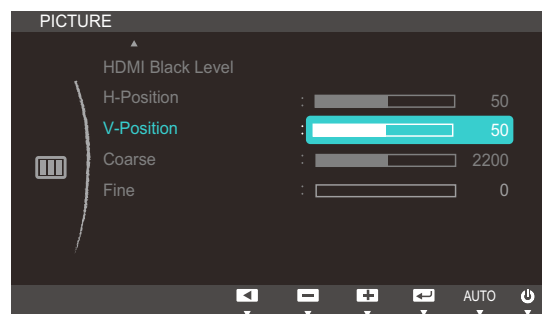 PICTURE
HDMI Black Level
H-Position : 50
V-Position : 50
Coarse : 2200
Fine : 0
AUTO